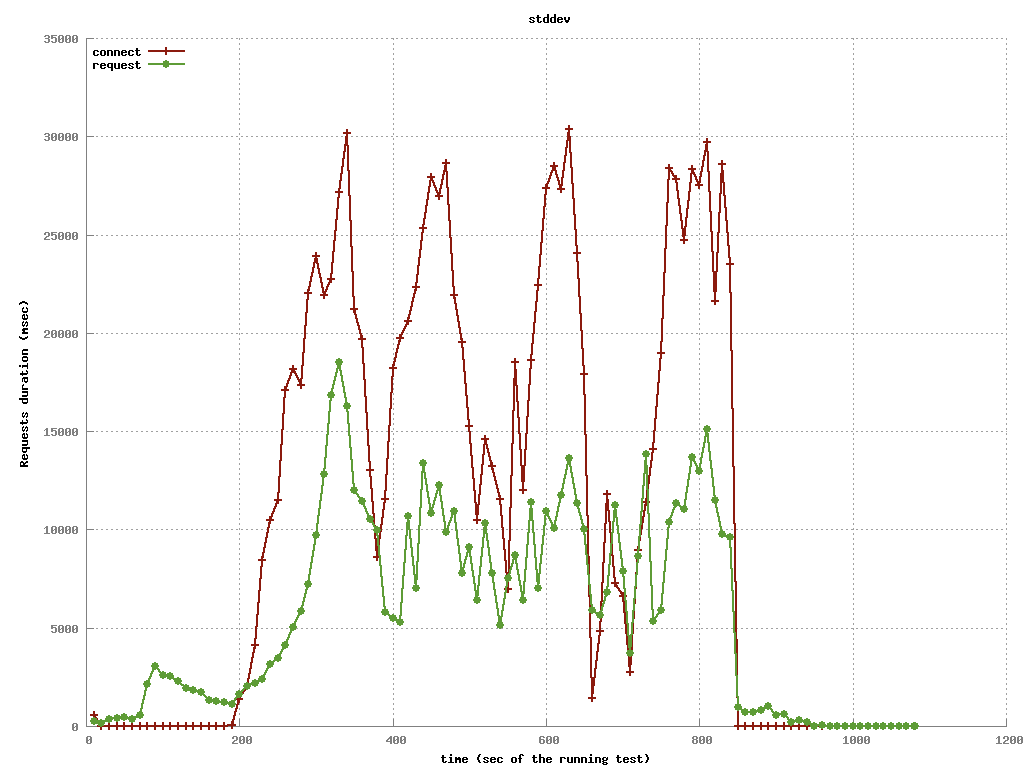 stddev
35000
connect
request
30000
25000
20000
15000
10000
5000
0
Requests duration (msec)
0 200 400 600 800 1000 1200
time (sec of the running test)